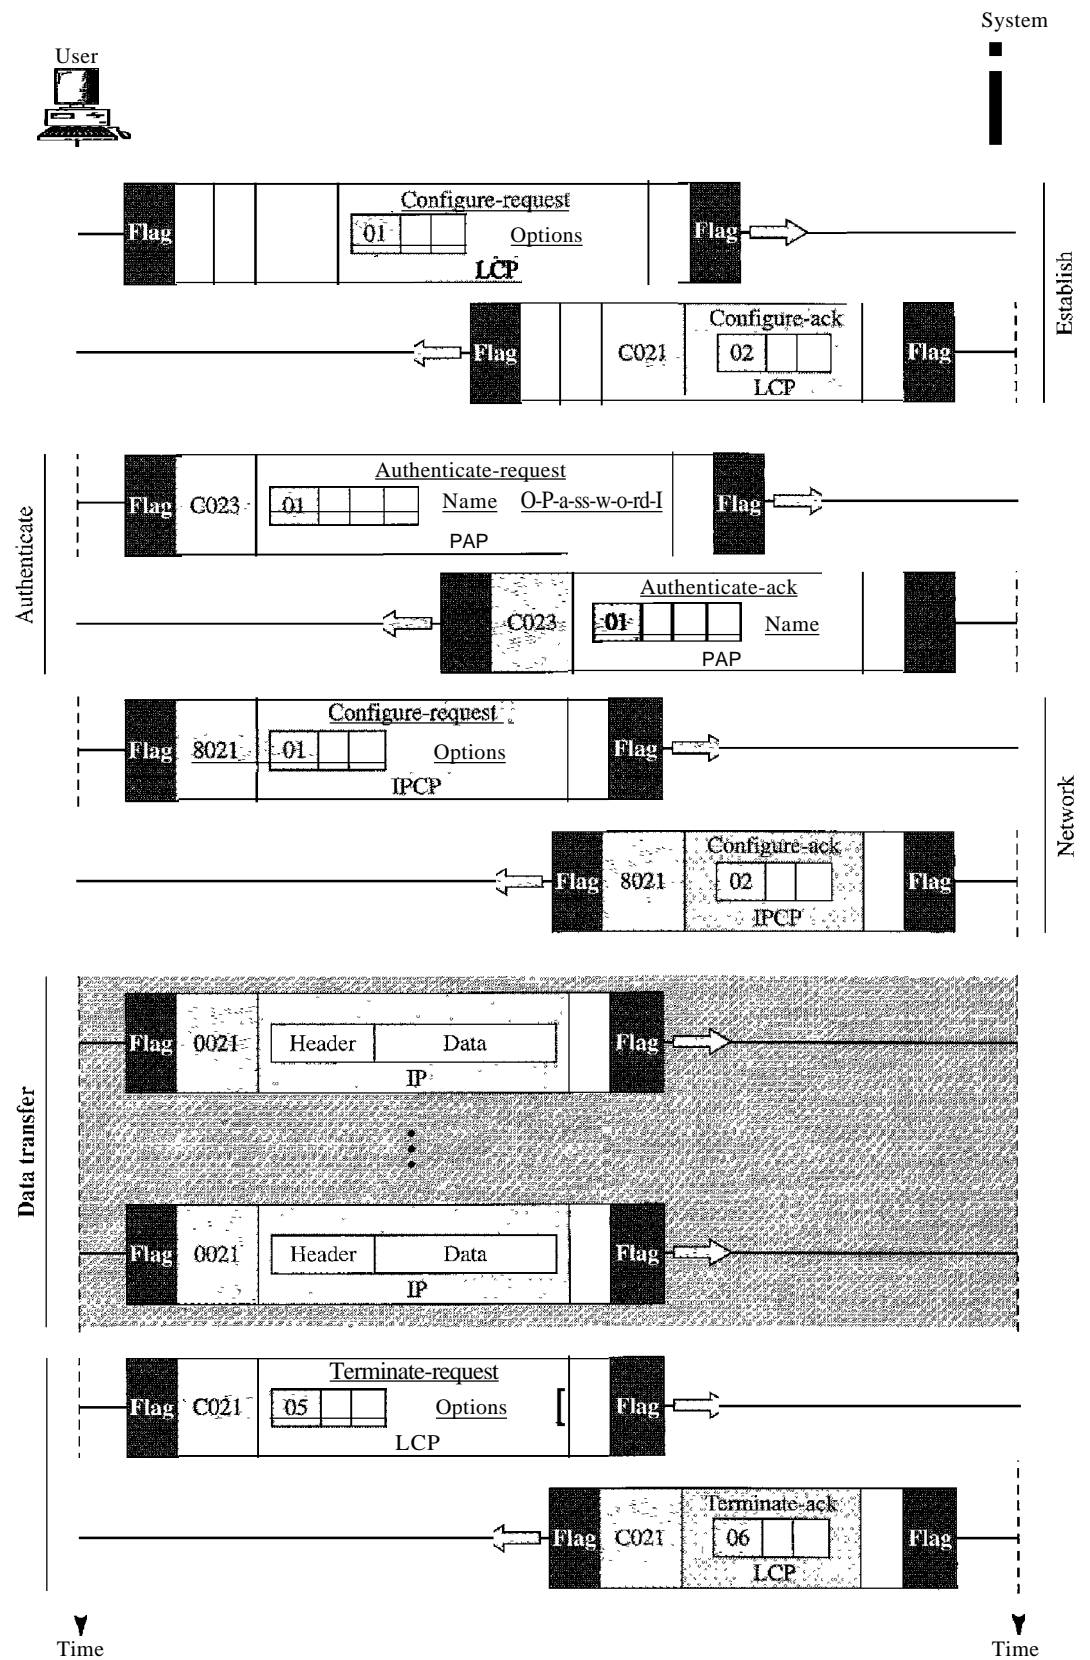 System
User
Configure-request
Flag 01 Options Flag
LCP
Establish
Configure-ack
Flag C021 02 Flag
LCP
Authenticate
Authenticate-request
Flag C023 01 Name O-P-a-ss-w-o-rd-I Flag
PAP
Authenticate-ack
C023 01 Name
PAP
Configure-request
Flag 8021 01 Options Flag
IPCP
Network
Configure-ack
Flag 8021 02 Flag
IPCP
Data transfer
Flag 0021 Header Data Flag
IP
Flag 0021 Header Data Flag
IP
Terminate-request
Flag C021 05 Options [ Flag
LCP
Terminate-ack
Flag C021 06 Flag
LCP
Time Time